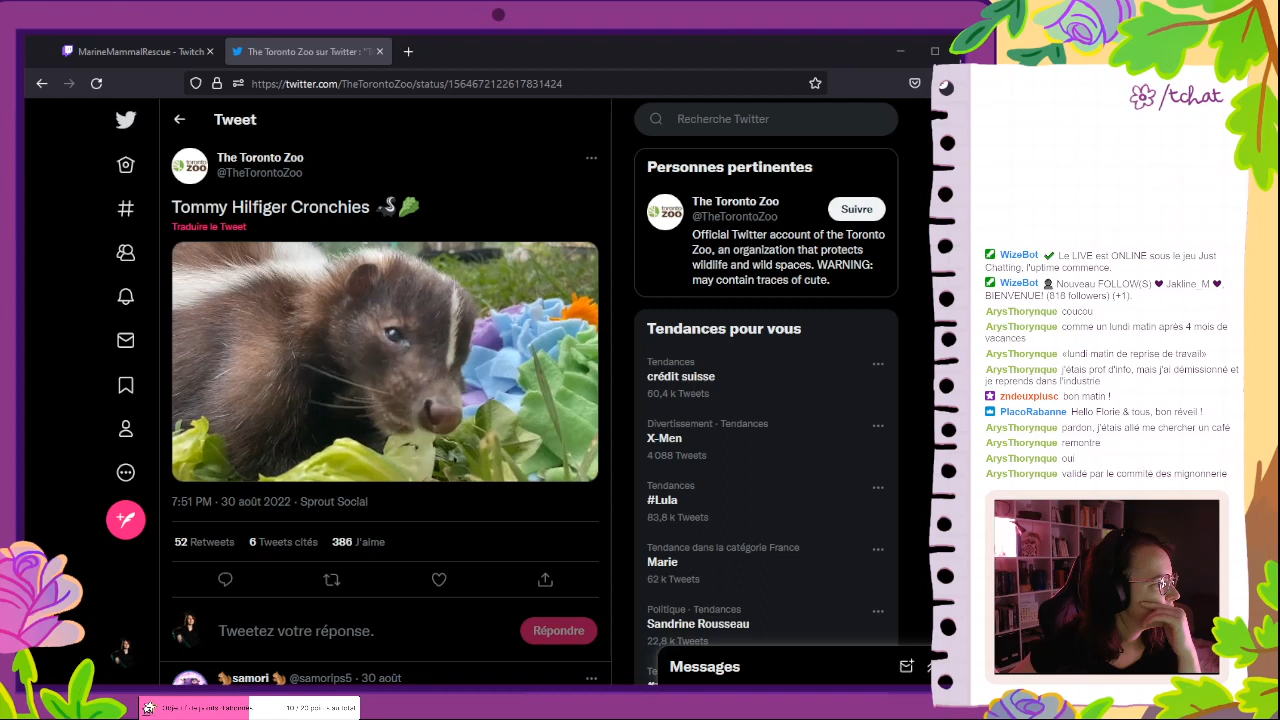 MarineMammalRescue - Twitch
The Toronto Zoo sur Twitter : "
https://twitter.com/TheTorontoZoo/status/1564672122617831424
Tweet
The Toronto Zoo
@TheTorontoZoo
Tommy Hilfiger Cronchies 🦨🥬
Traduire le Tweet
7:51 PM · 30 août 2022 · Sprout Social
52 Retweets 6 Tweets cités 386 J'aime
Tweetez votre réponse.
Répondre
samori @samorips5 · 30 août
Recherche Twitter
Personnes pertinentes
The Toronto Zoo
@TheTorontoZoo
Suivre
Official Twitter account of the Toronto
Zoo, an organization that protects
wildlife and wild spaces. WARNING:
may contain traces of cute.
Tendances pour vous
Tendances
crédit suisse
60,4 k Tweets
Divertissement · Tendances
X-Men
4 088 Tweets
Tendances
#Lula
83,8 k Tweets
Tendance dans la catégorie France
Marie
62 k Tweets
Politique · Tendances
Sandrine Rousseau
22,8 k Tweets
Messages
/tchat
WizeBot ✔ Le LIVE est ONLINE sous le jeu Just
Chatting, l'uptime commence.
WizeBot Nouveau FOLLOW(S) ♥ Jakline_M ♥,
BIENVENUE! (818 followers) (+1).
ArysThorynque coucou
ArysThorynque comme un lundi matin après 4 mois de
vacances
ArysThorynque «lundi matin de reprise de travail»
ArysThorynque j'étais prof d'info, mais j'ai démissionné et
je reprends dans l'industrie
zndeuxplusc bon matin !
PlacoRabanne Hello Florie & tous, bon réveil !
ArysThorynque pardon, j'étais allé me chercher un café
ArysThorynque remontre
ArysThorynque oui
ArysThorynque validé par le commité des mignonnerie